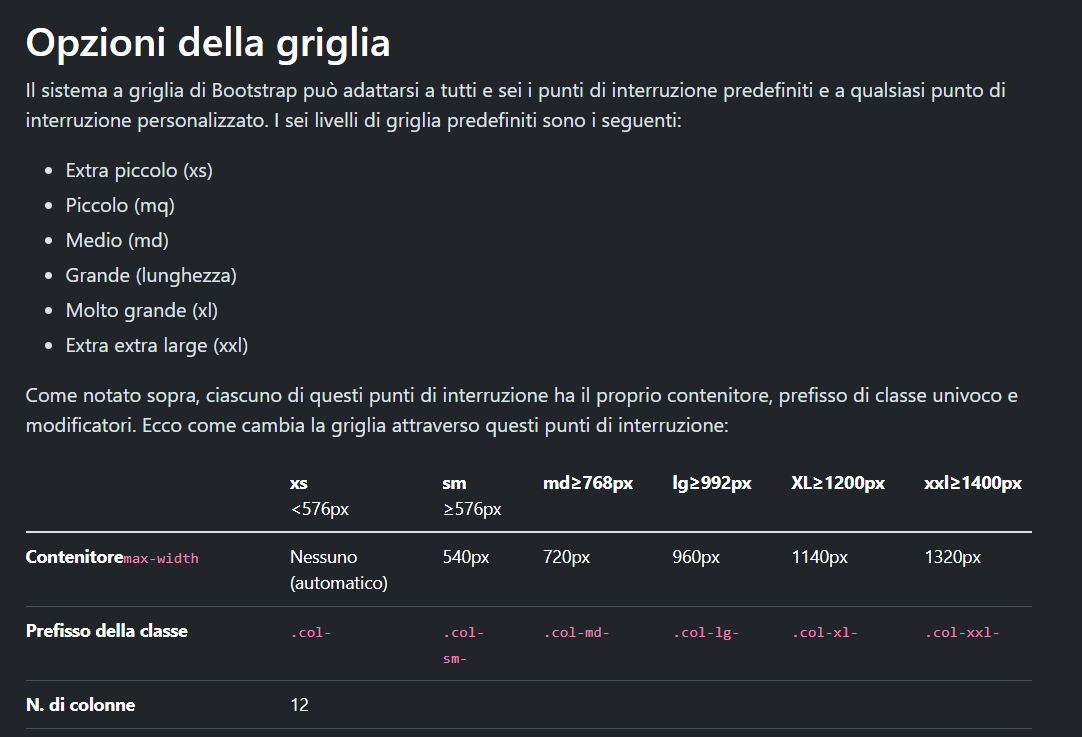 Opzioni della griglia
Il sistema a griglia di Bootstrap può adattarsi a tutti e sei i punti di interruzione predefiniti e a qualsiasi punto di
interruzione personalizzato. I sei livelli di griglia predefiniti sono i seguenti:
• Extra piccolo (xs)
• Piccolo (mq)
• Medio (md)
• Grande (lunghezza)
• Molto grande (xl)
• Extra extra large (xxl)
Come notato sopra, ciascuno di questi punti di interruzione ha il proprio contenitore, prefisso di classe univoco e
modificatori. Ecco come cambia la griglia attraverso questi punti di interruzione:
xs sm md≥768px lg≥992px XL≥1200px xxl≥1400px
<576px ≥576px
Contenitoremax-width Nessuno 540px 720px 960px 1140px 1320px
(automatico)
Prefisso della classe .col- .col- .col-md- .col-lg- .col-xl- .col-xxl-
sm-
N. di colonne 12